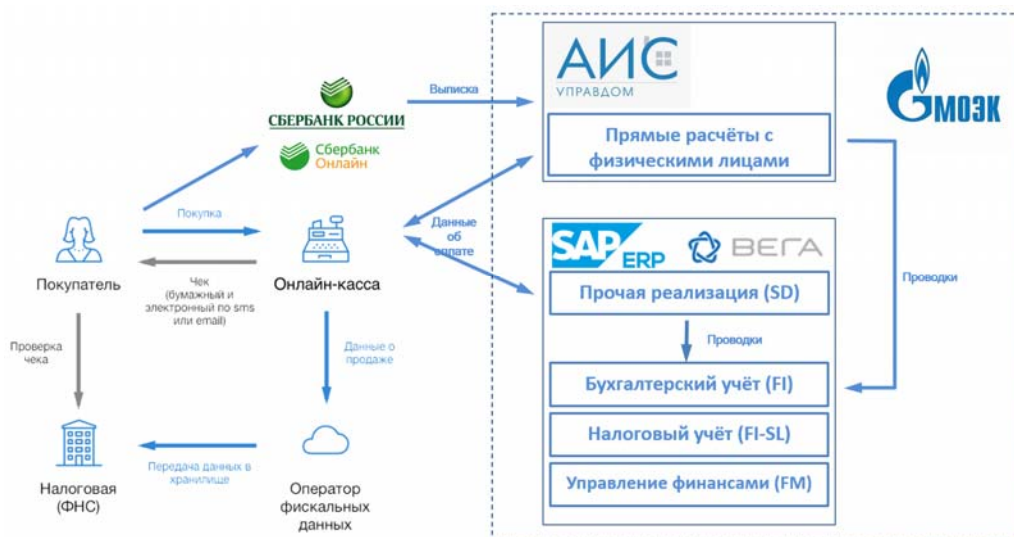 АИС
УПРАВДОМ
Прямые расчёты с
физическими лицами
МОЭК
СБЕРБАНК РОССИИ
Сбербанк
Онлайн
Выписка
Покупка
Данные
об
оплате
Покупатель
Чек
(бумажный и
электронный по sms
или email)
Онлайн-касса
SAP ERP
ВЕГА
Прочая реализация (SD)
Проводки
Проводки
Проверка
чека
Данные о
продаже
Бухгалтерский учёт (FI)
Налоговый учёт (FI-SL)
Управление финансами (FM)
Налоговая
(ФНС)
Передача данных в
хранилище
Оператор
фискальных
данных